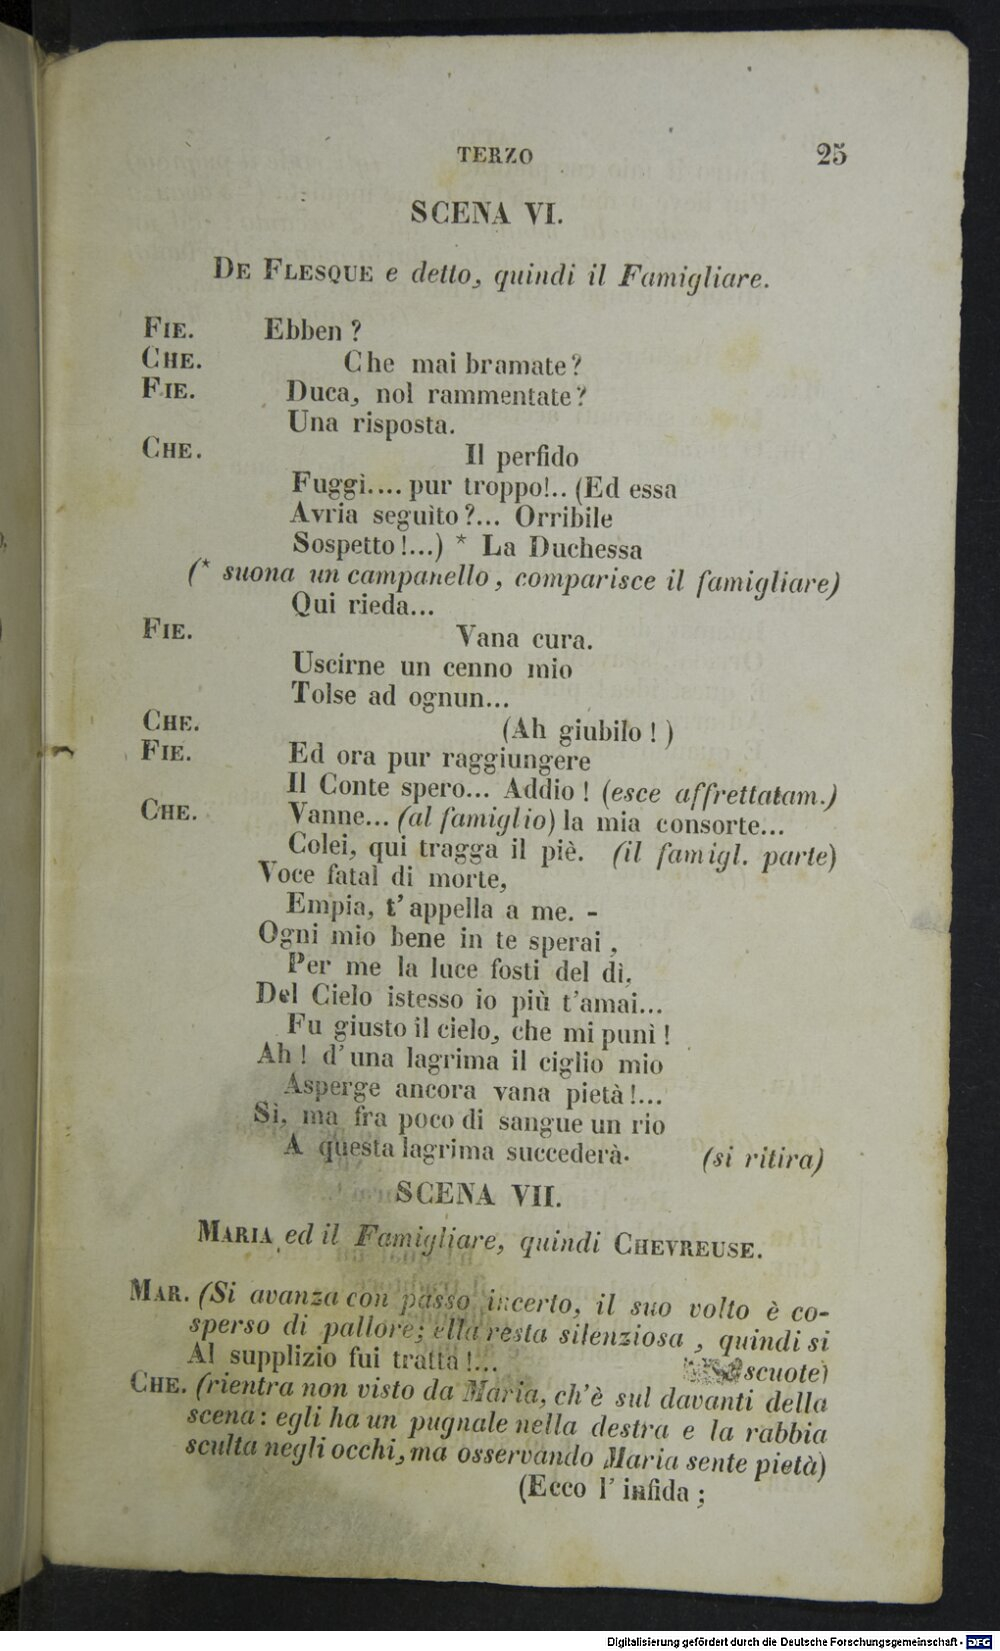 TERZO 25
SCENA VI.
DE FLESQUE e detto, quindi il Famigliare.
FIE. Ebben ?
CHE. Che mai bramate?
FIE. Duca, nol rammentate?
Una risposta.
CHE. Il perfido
Fuggì.... pur troppo!.. (Ed essa
Avria seguìto?... Orribile
Sospetto!...) * La Duchessa
(* suona un campanello, comparisce il famigliare)
Qui rieda...
FIE. Vana cura.
Uscirne un cenno mio
Tolse ad ognun...
CHE. (Ah giubilo!)
FIE. Ed ora pur raggiungere
Il Conte spero... Addio! (esce affrettatam.)
CHE. Vanne... (al famiglio) la mia consorte...
Colei, qui tragga il piè. (il famigl. parte)
Voce fatal di morte,
Empia, t'appella a me. -
Ogni mio bene in te sperai,
Per me la luce fosti del dì.
Del Cielo istesso io più t'amai...
Fu giusto il cielo, che mi punì!
Ah! d'una lagrima il ciglio mio
Asperge ancora vana pietà!...
Sì, ma fra poco di sangue un rio
A questa lagrima succederà. (si ritira)
SCENA VII.
MARIA ed il Famigliare, quindi CHEVREUSE.
MAR. (Si avanza con passo incerto, il suo volto è co-
sperso di pallore; ella resta silenziosa, quindi si
Al supplizio fui tratta!... scuote)
CHE. (rientra non visto da Maria, ch'è sul davanti della
scena: egli ha un pugnale nella destra e la rabbia
sculta negli occhi, ma osservando Maria sente pietà)
(Ecco l'infida;
Digitalisierung gefördert durch die Deutsche Forschungsgemeinschaft - DFG